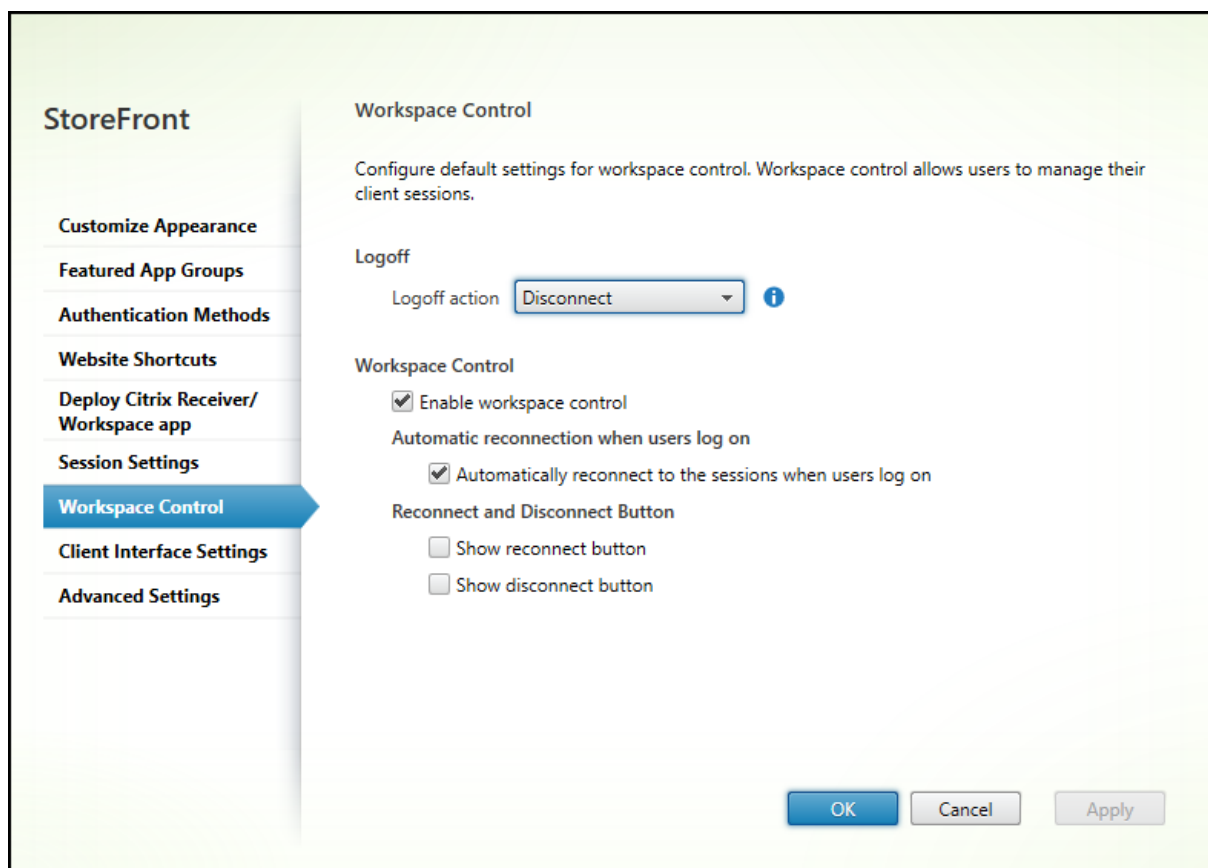 StoreFront
Customize Appearance
Featured App Groups
Authentication Methods
Website Shortcuts
Deploy Citrix Receiver/
Workspace app
Session Settings
Workspace Control
Client Interface Settings
Advanced Settings
Workspace Control
Configure default settings for workspace control. Workspace control allows users to manage their
client sessions.
Logoff
Logoff action Disconnect
Workspace Control
Enable workspace control
Automatic reconnection when users log on
Automatically reconnect to the sessions when users log on
Reconnect and Disconnect Button
Show reconnect button
Show disconnect button
OK Cancel Apply